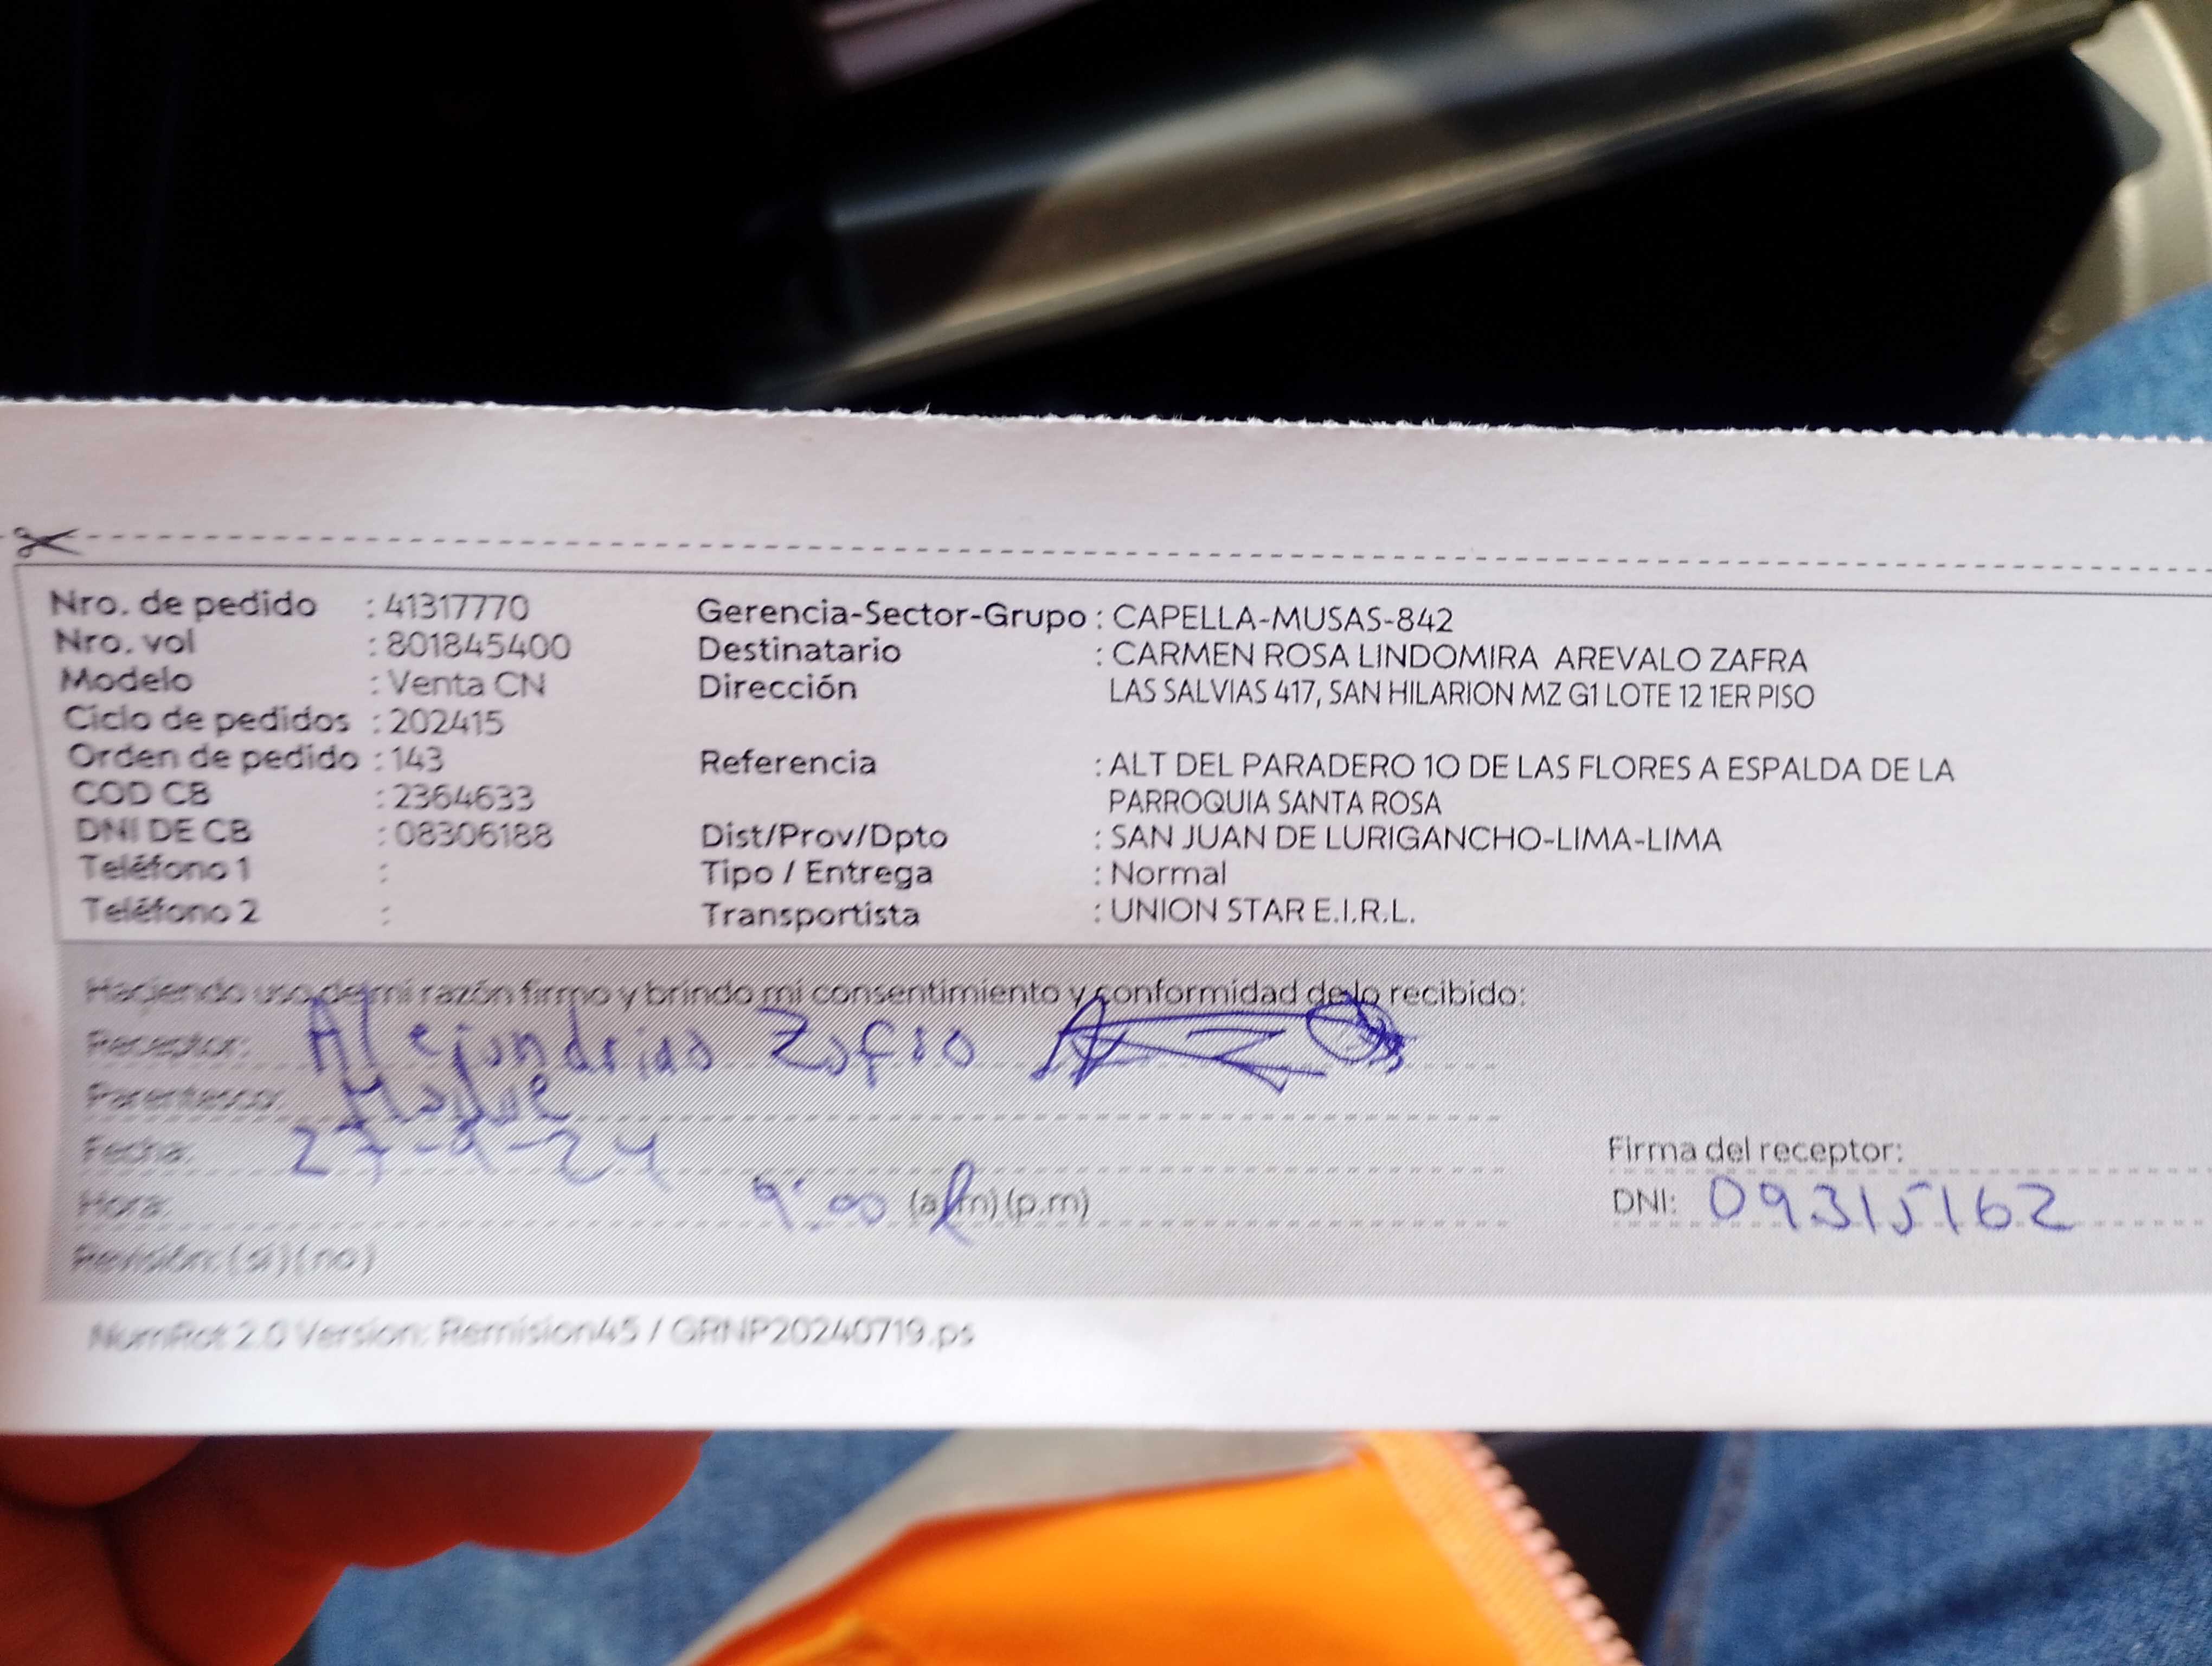 Nro. de pedido : 41317770
Nro. vol : 801845400
Modelo : Venta CN
Ciclo de pedidos : 202415
Orden de pedido : 143
COD CB : 2364633
DNI DE CB : 08306188
Teléfono 1 :
Teléfono 2 :
Gerencia-Sector-Grupo : CAPELLA-MUSAS-842
Destinatario : CARMEN ROSA LINDOMIRA AREVALO ZAFRA
Dirección LAS SALVIAS 417, SAN HILARION MZ G1 LOTE 12 1ER PISO
Referencia : ALT DEL PARADERO 10 DE LAS FLORES A ESPALDA DE LA
PARROQUIA SANTA ROSA
Dist/Prov/Dpto : SAN JUAN DE LURIGANCHO-LIMA-LIMA
Tipo / Entrega : Normal
Transportista : UNION STAR E.I.R.L.
Haciendo uso de mi razón firmo y brindo mi consentimiento y conformidad de lo recibido:
Receptor:
Parentesco: Madre
Fecha: 27-9-24
Hora: 9:00 (a.m) (p.m)
Revisión: (si) (no)
Firma del receptor:
DNI: 09315162
NumRot 2.0 Version: Remision45 / GRNP20240719.ps